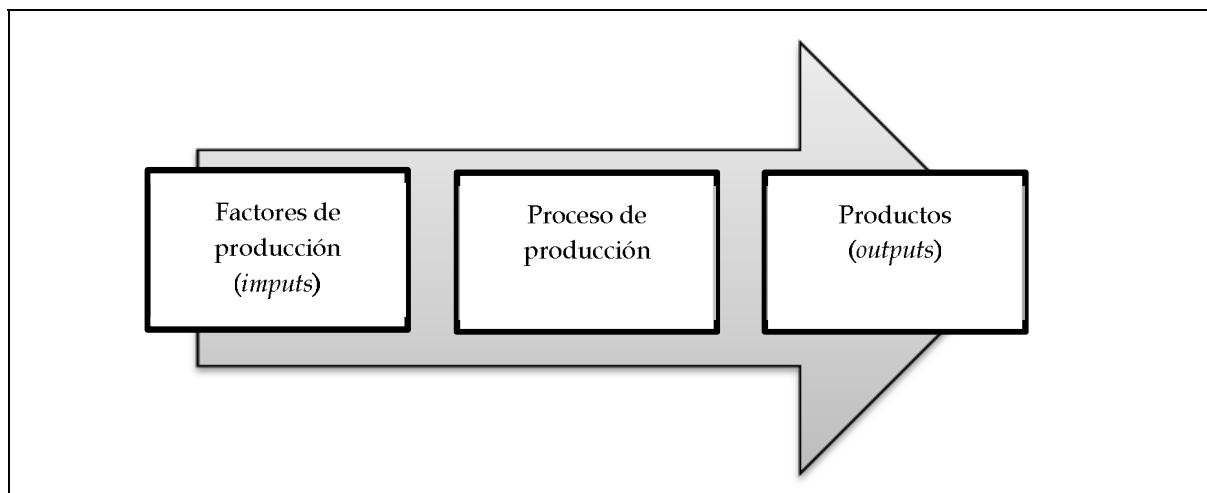 Factores de
producción
(imputs)
Proceso de
producción
Productos
(outputs)